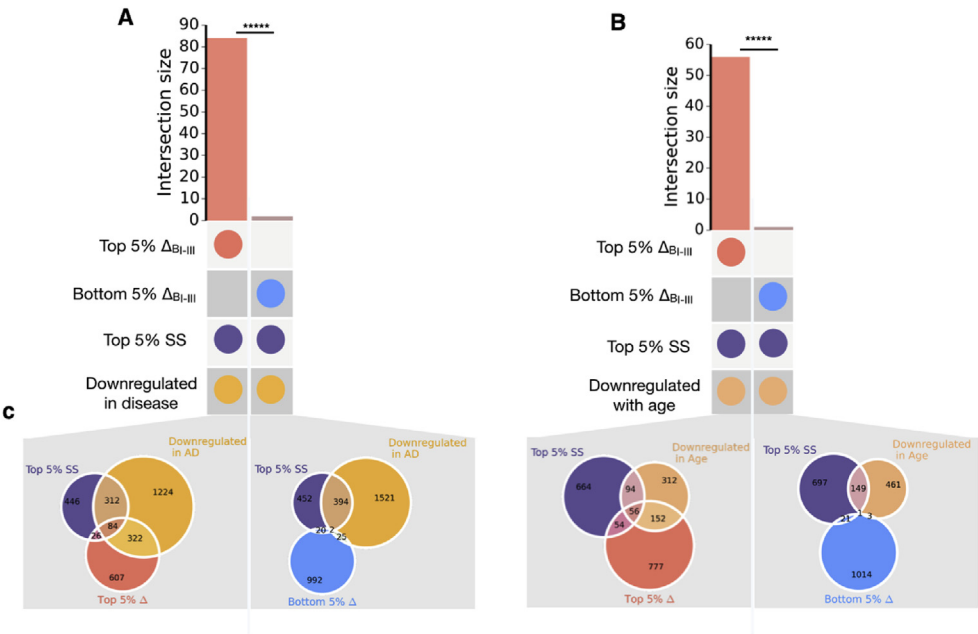 A
*****
Intersection size
90
80
70
60
50
40
30
20
10
0
Top 5% ΔBI-III
Bottom 5% ΔBI-III
Top 5% SS
Downregulated
in disease
B
*****
Intersection size
60
50
40
30
20
10
0
Top 5% ΔBI-III
Bottom 5% ΔBI-III
Top 5% SS
Downregulated
with age
C
Downregulated
in AD
Top 5% SS
446
312
1224
84
26
322
607
Top 5% Δ
Downregulated
in AD
Top 5% SS
452
394
1521
20
2
25
992
Bottom 5% Δ
Top 5% SS
Downregulated
in Age
664
94
312
56
54
152
777
Top 5% Δ
Top 5% SS
Downregulated
in Age
697
149
461
21
1
3
1014
Bottom 5% Δ